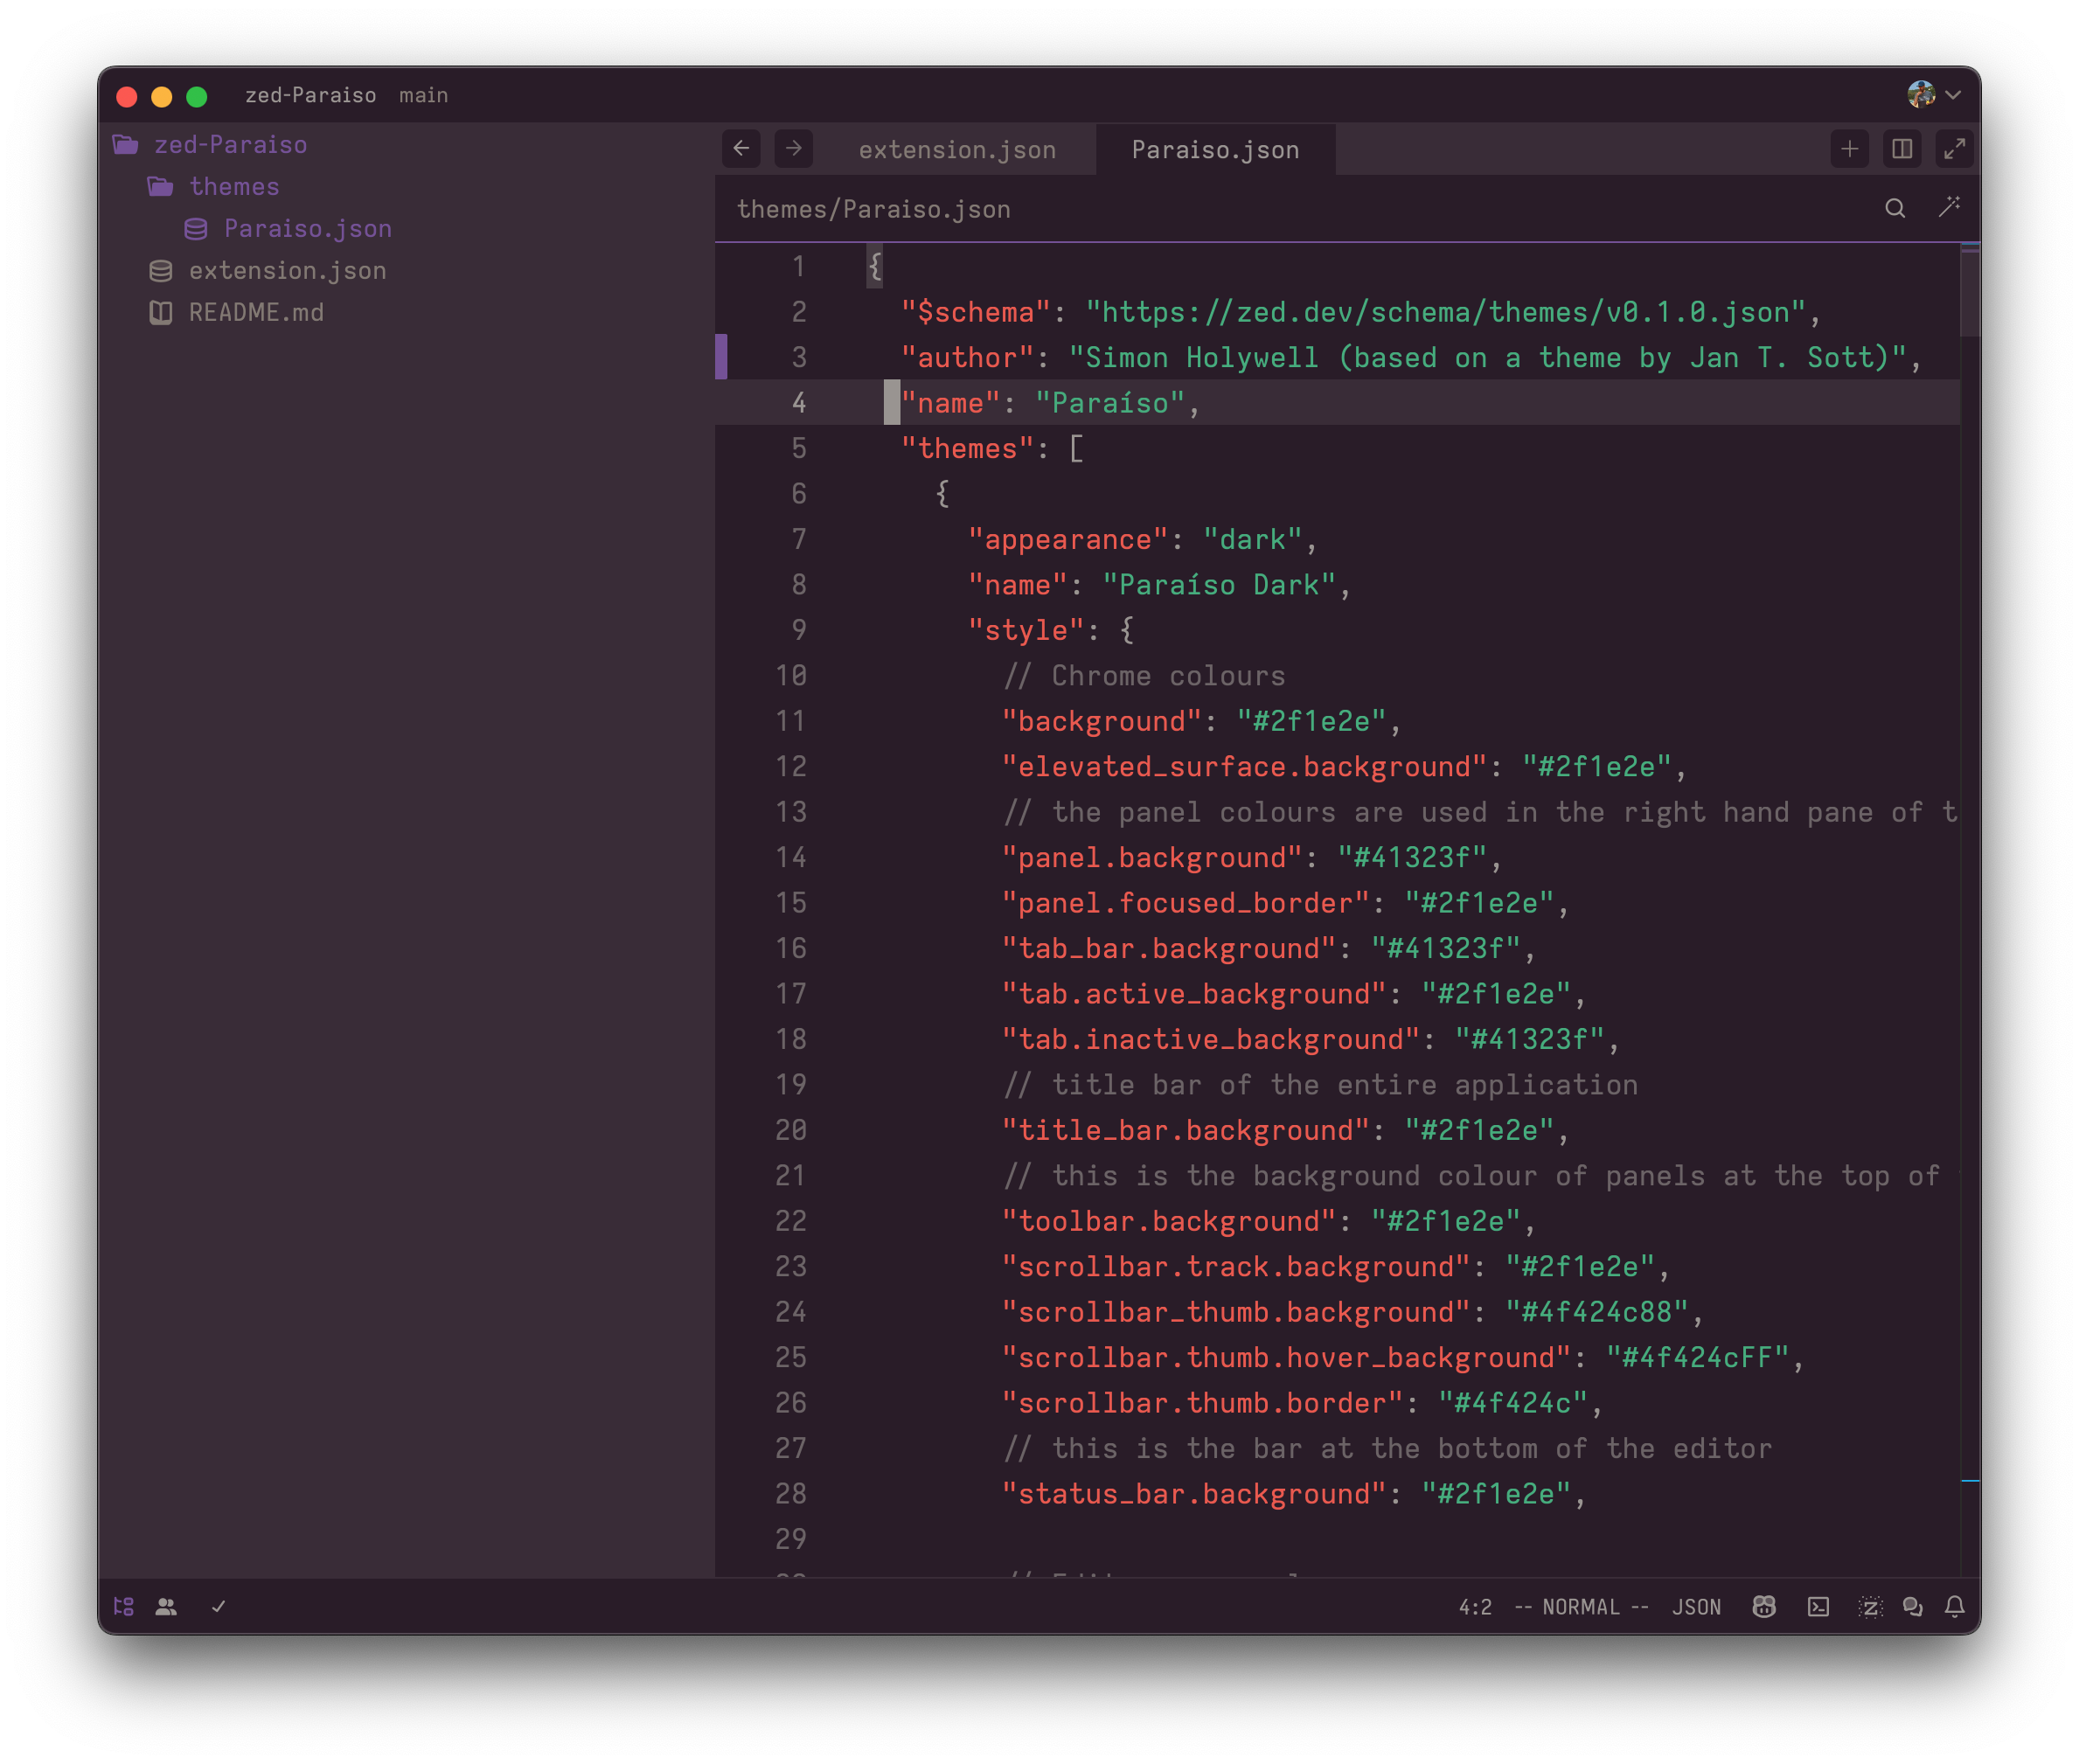 zed-Paraiso main
zed-Paraiso
themes
Paraiso.json
extension.json
README.md
extension.json Paraiso.json
themes/Paraiso.json
1 {
2 "$schema": "https://zed.dev/schema/themes/v0.1.0.json",
3 "author": "Simon Holywell (based on a theme by Jan T. Sott)",
4 "name": "Paraíso",
5 "themes": [
6 {
7 "appearance": "dark",
8 "name": "Paraíso Dark",
9 "style": {
10 // Chrome colours
11 "background": "#2f1e2e",
12 "elevated_surface.background": "#2f1e2e",
13 // the panel colours are used in the right hand pane of t
14 "panel.background": "#41323f",
15 "panel.focused_border": "#2f1e2e",
16 "tab_bar.background": "#41323f",
17 "tab.active_background": "#2f1e2e",
18 "tab.inactive_background": "#41323f",
19 // title bar of the entire application
20 "title_bar.background": "#2f1e2e",
21 // this is the background colour of panels at the top of
22 "toolbar.background": "#2f1e2e",
23 "scrollbar.track.background": "#2f1e2e",
24 "scrollbar_thumb.background": "#4f424c88",
25 "scrollbar.thumb.hover_background": "#4f424cFF",
26 "scrollbar.thumb.border": "#4f424c",
27 // this is the bar at the bottom of the editor
28 "status_bar.background": "#2f1e2e",
29
4:2 -- NORMAL -- JSON